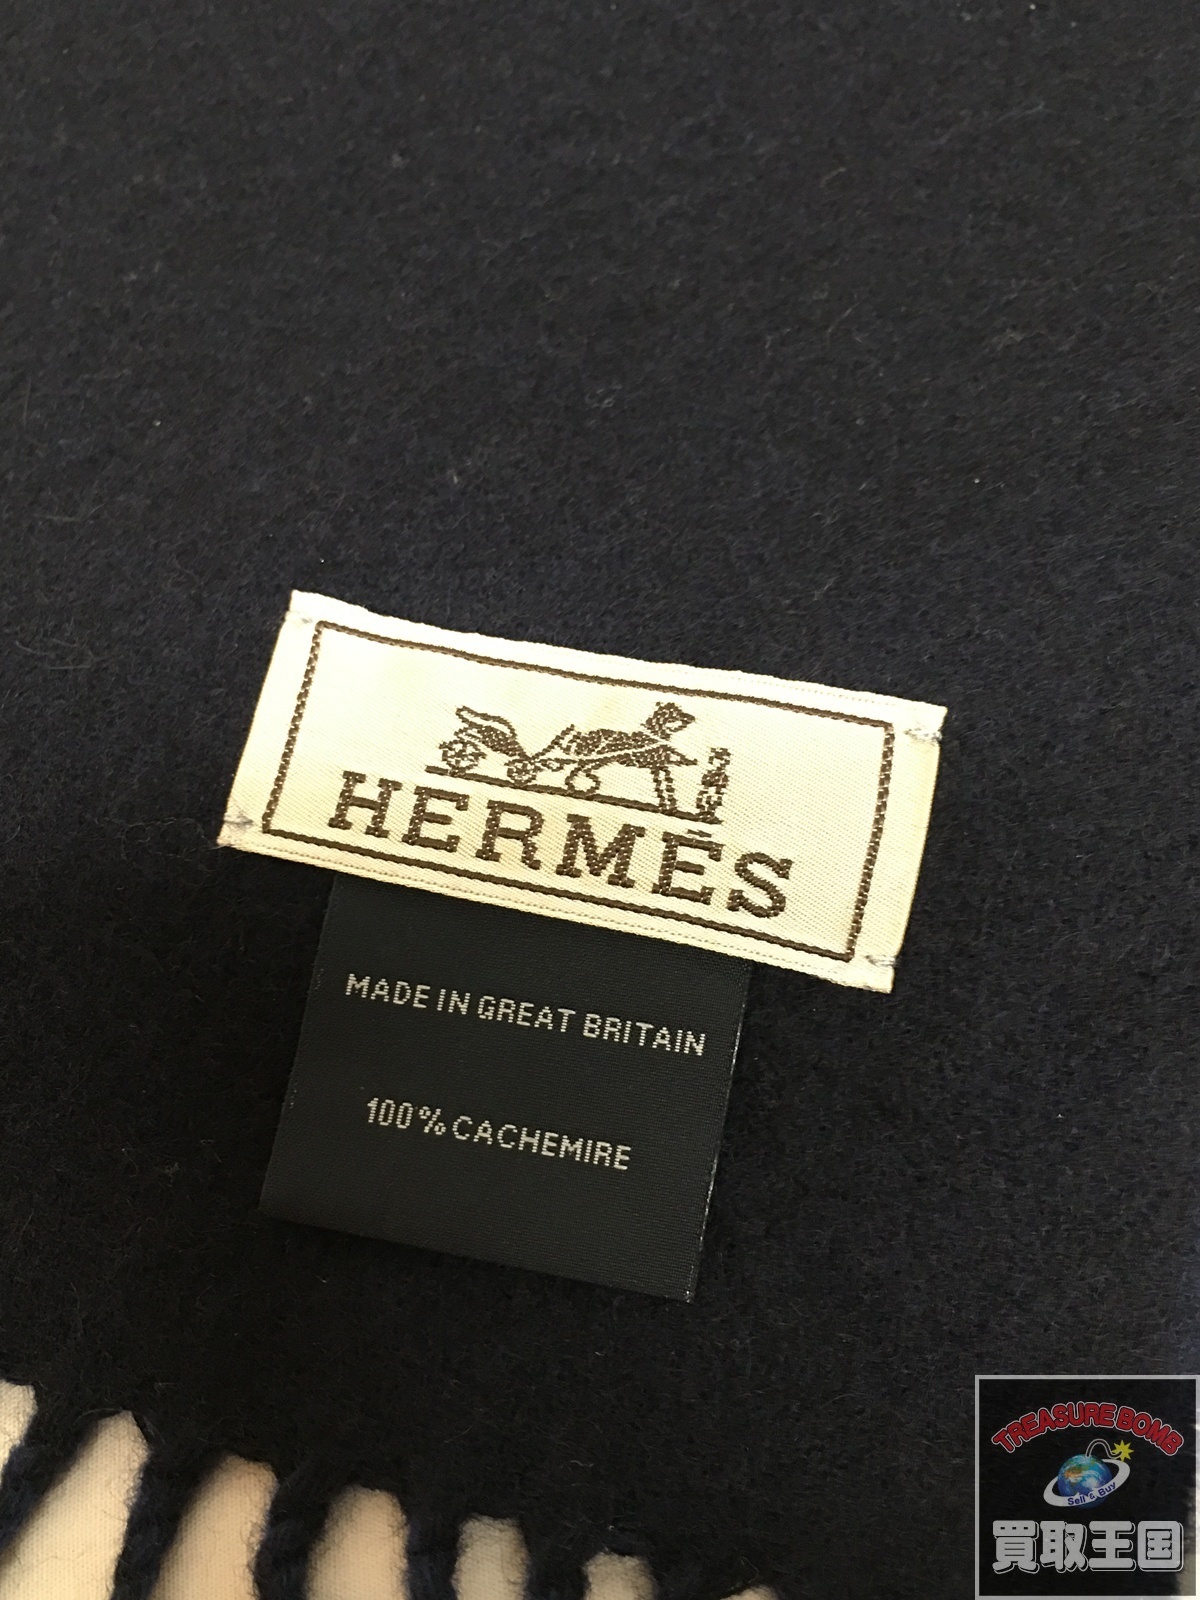 HERMÈS
MADE IN GREAT BRITAIN
100% CACHEMIRE
TREASURE BOMB
Sell & Buy
買取王国